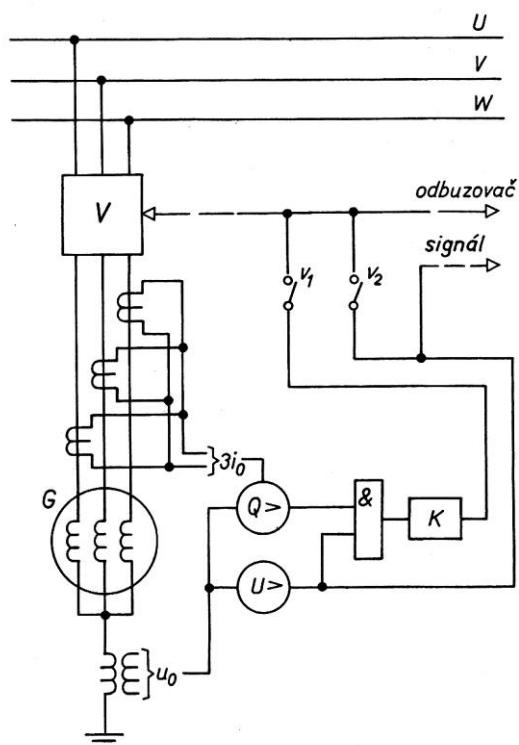 U
V
W
V
odbuzovač
signál
v₁
v₂
3i₀
G
Q>
&
K
U>
u₀